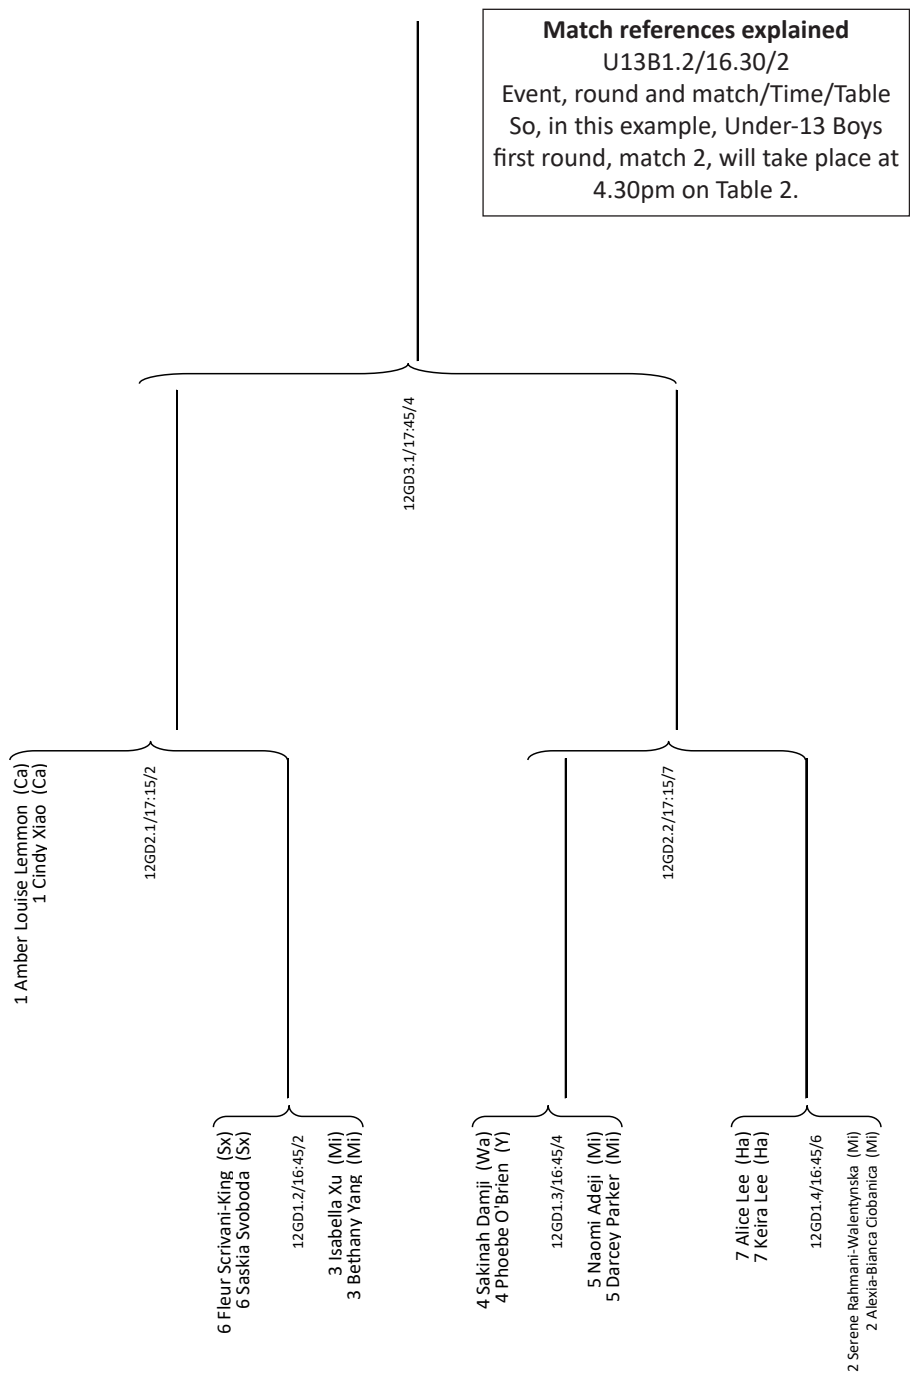 Match references explained
U13B1.2/16.30/2
Event, round and match/Time/Table
So, in this example, Under-13 Boys
first round, match 2, will take place at
4.30pm on Table 2.
12GD3.1/17:45/4
1 Amber Louise Lemmon (Ca)
1 Cindy Xiao (Ca)
12GD2.1/17:15/2
12GD2.2/17:15/7
6 Fleur Scrivani-King (Sx)
6 Saskia Svoboda (Sx)
12GD1.2/16:45/2
3 Isabella Xu (Mi)
3 Bethany Yang (Mi)
4 Sakinah Damji (Wa)
4 Phoebe O'Brien (Y)
12GD1.3/16:45/4
5 Naomi Adeji (Mi)
5 Darcey Parker (Mi)
7 Alice Lee (Ha)
7 Keira Lee (Ha)
12GD1.4/16:45/6
2 Serene Rahmani-Walentynska (Mi)
2 Alexia-Bianca Ciobanica (Mi)